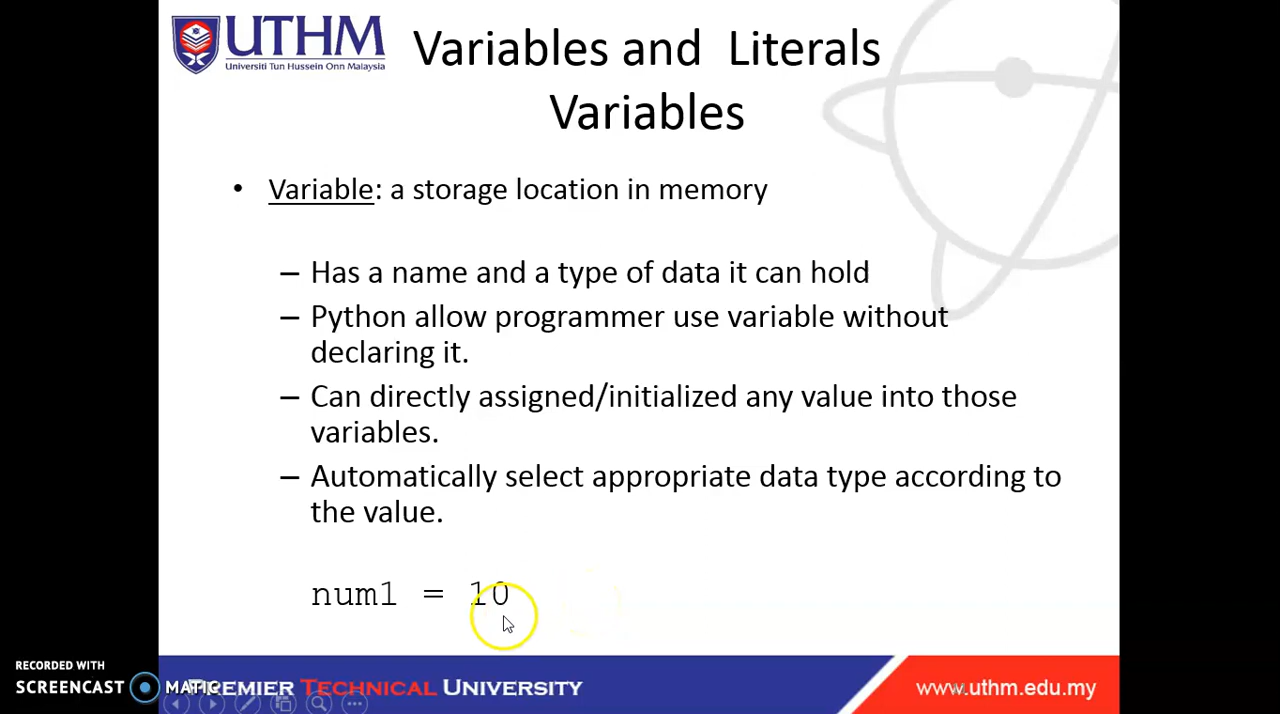 UTHM
Universiti Tun Hussein Onn Malaysia
Variables and Literals
Variables
• Variable: a storage location in memory
– Has a name and a type of data it can hold
– Python allow programmer use variable without
declaring it.
– Can directly assigned/initialized any value into those
variables.
– Automatically select appropriate data type according to
the value.
num1 = 10
RECORDED WITH
SCREENCAST MATIC
PREMIER TECHNICAL UNIVERSITY
www.uthm.edu.my